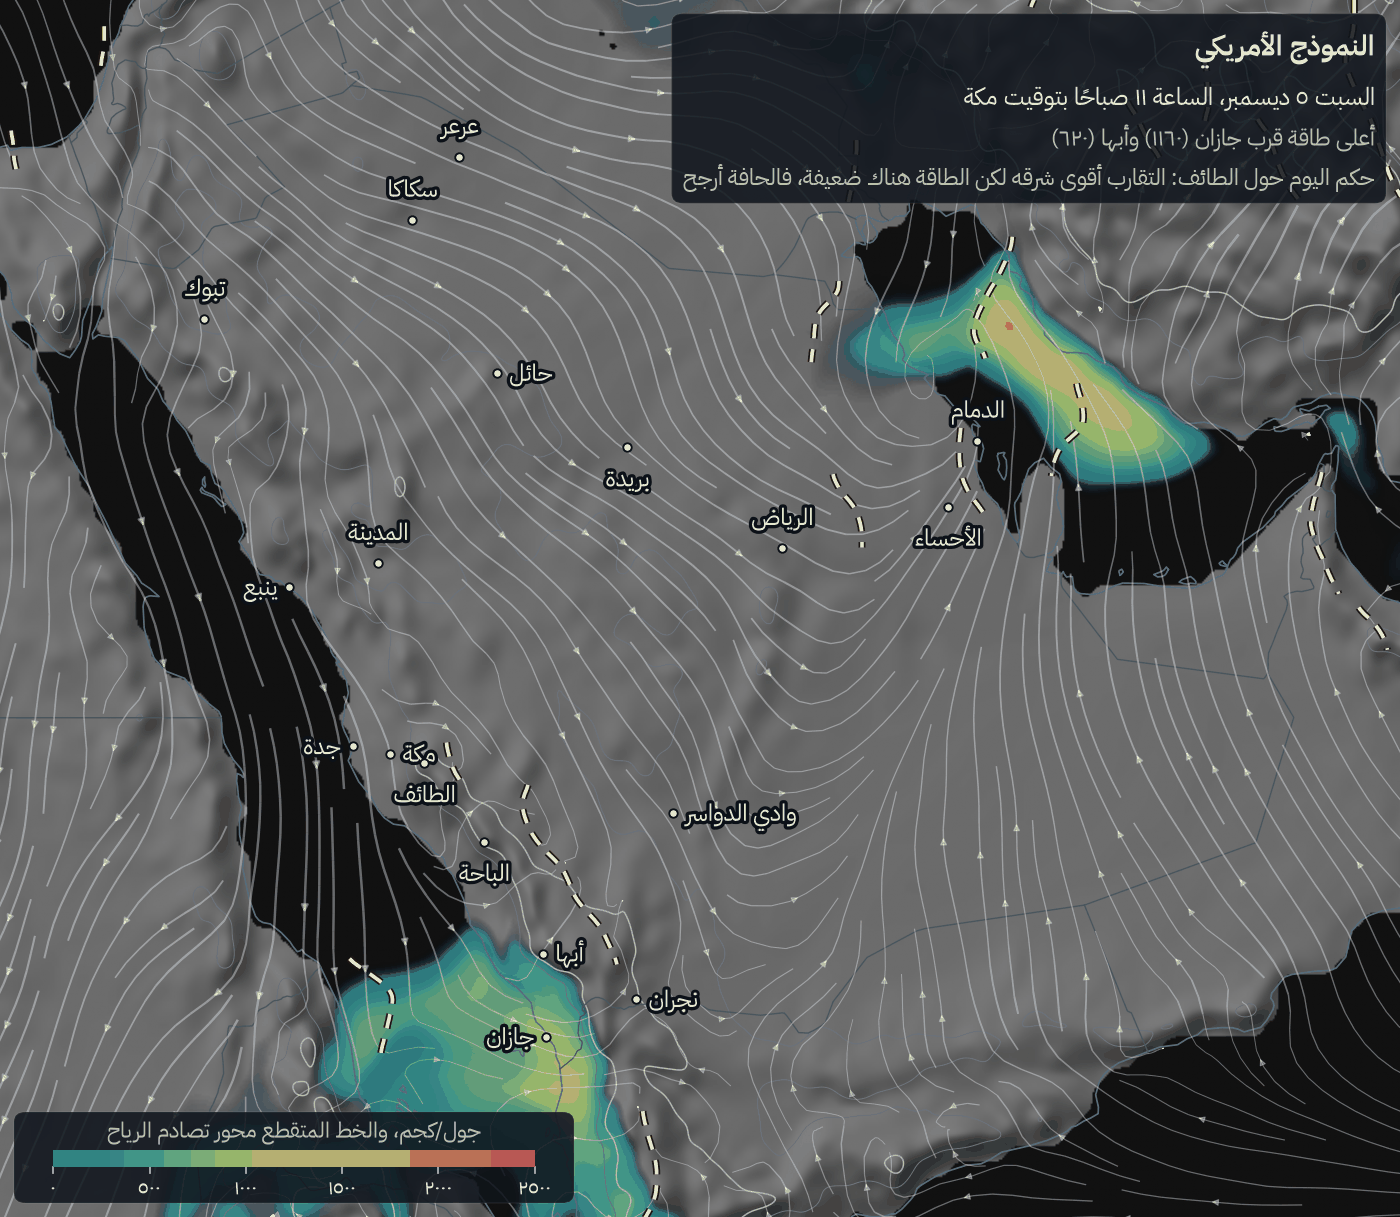 النموذج الأمريكي
السبت ٥ ديسمبر، الساعة ١١ صباحًا بتوقيت مكة
أعلى طاقة قرب جازان (١١٦٠) وأبها (٦٢٠)
حكم اليوم حول الطائف: التقارب أقوى شرقه لكن الطاقة هناك ضعيفة، فالحافة أرجح
عرعر
سكاكا
تبوك
حائل
الدمام
بريدة
الرياض
المدينة
الأحساء
ينبع
جدة
مكة
الطائف
وادي الدواسر
الباحة
أبها
نجران
جازان
جول/كجم، والخط المتقطع محور تصادم الرياح
٠ ٥٠٠ ١٠٠٠ ١٥٠٠ ٢٠٠٠ ٢٥٠٠